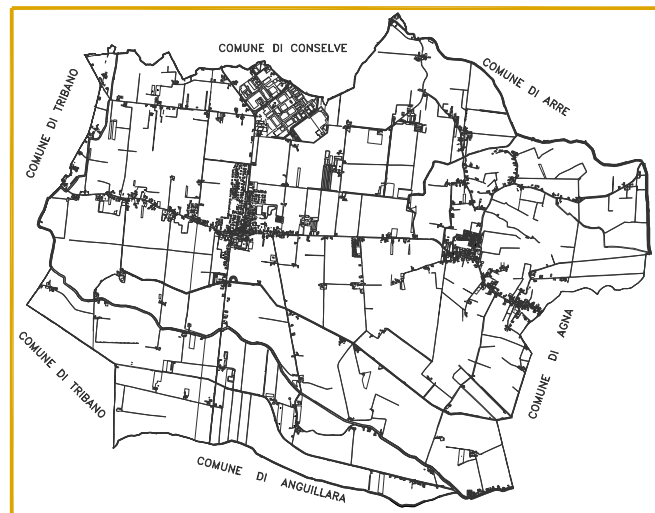 COMUNE DI CONSELVE
COMUNE DI ARRE
COMUNE DI TRIBANO
COMUNE DI TRIBANO
COMUNE DI AGNA
COMUNE DI ANGUILLARA